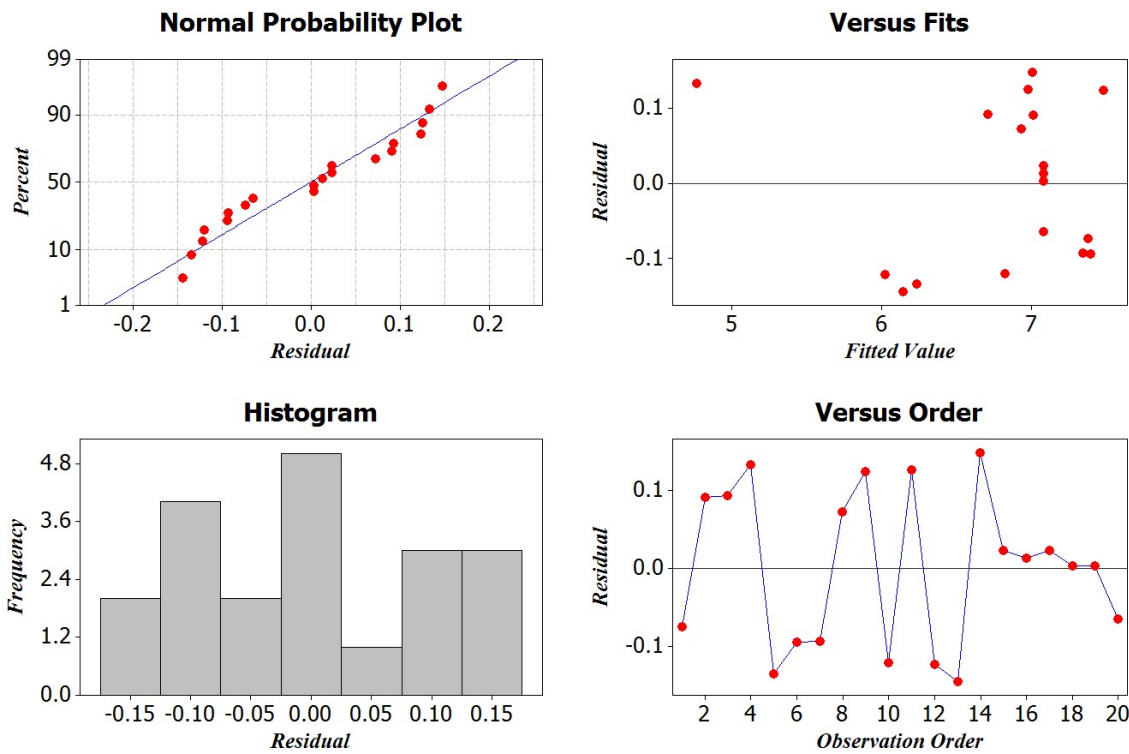 Normal Probability Plot
99
90
50
10
1
Percent
-0.2 -0.1 0.0 0.1 0.2
Residual
Versus Fits
0.1
0.0
-0.1
Residual
5 6 7
Fitted Value
Histogram
4.8
3.6
2.4
1.2
0.0
Frequency
-0.15 -0.10 -0.05 0.00 0.05 0.10 0.15
Residual
Versus Order
0.1
0.0
-0.1
Residual
2 4 6 8 10 12 14 16 18 20
Observation Order